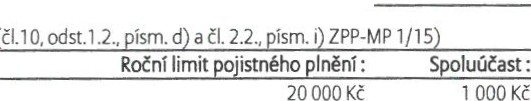 (čl.10, odst.1.2., písm. d) a čl. 2.2., písm. i) ZPP-MP 1/15)
Roční limit pojistného plnění : Spoluúčast :
20 000 Kč 1 000 Kč